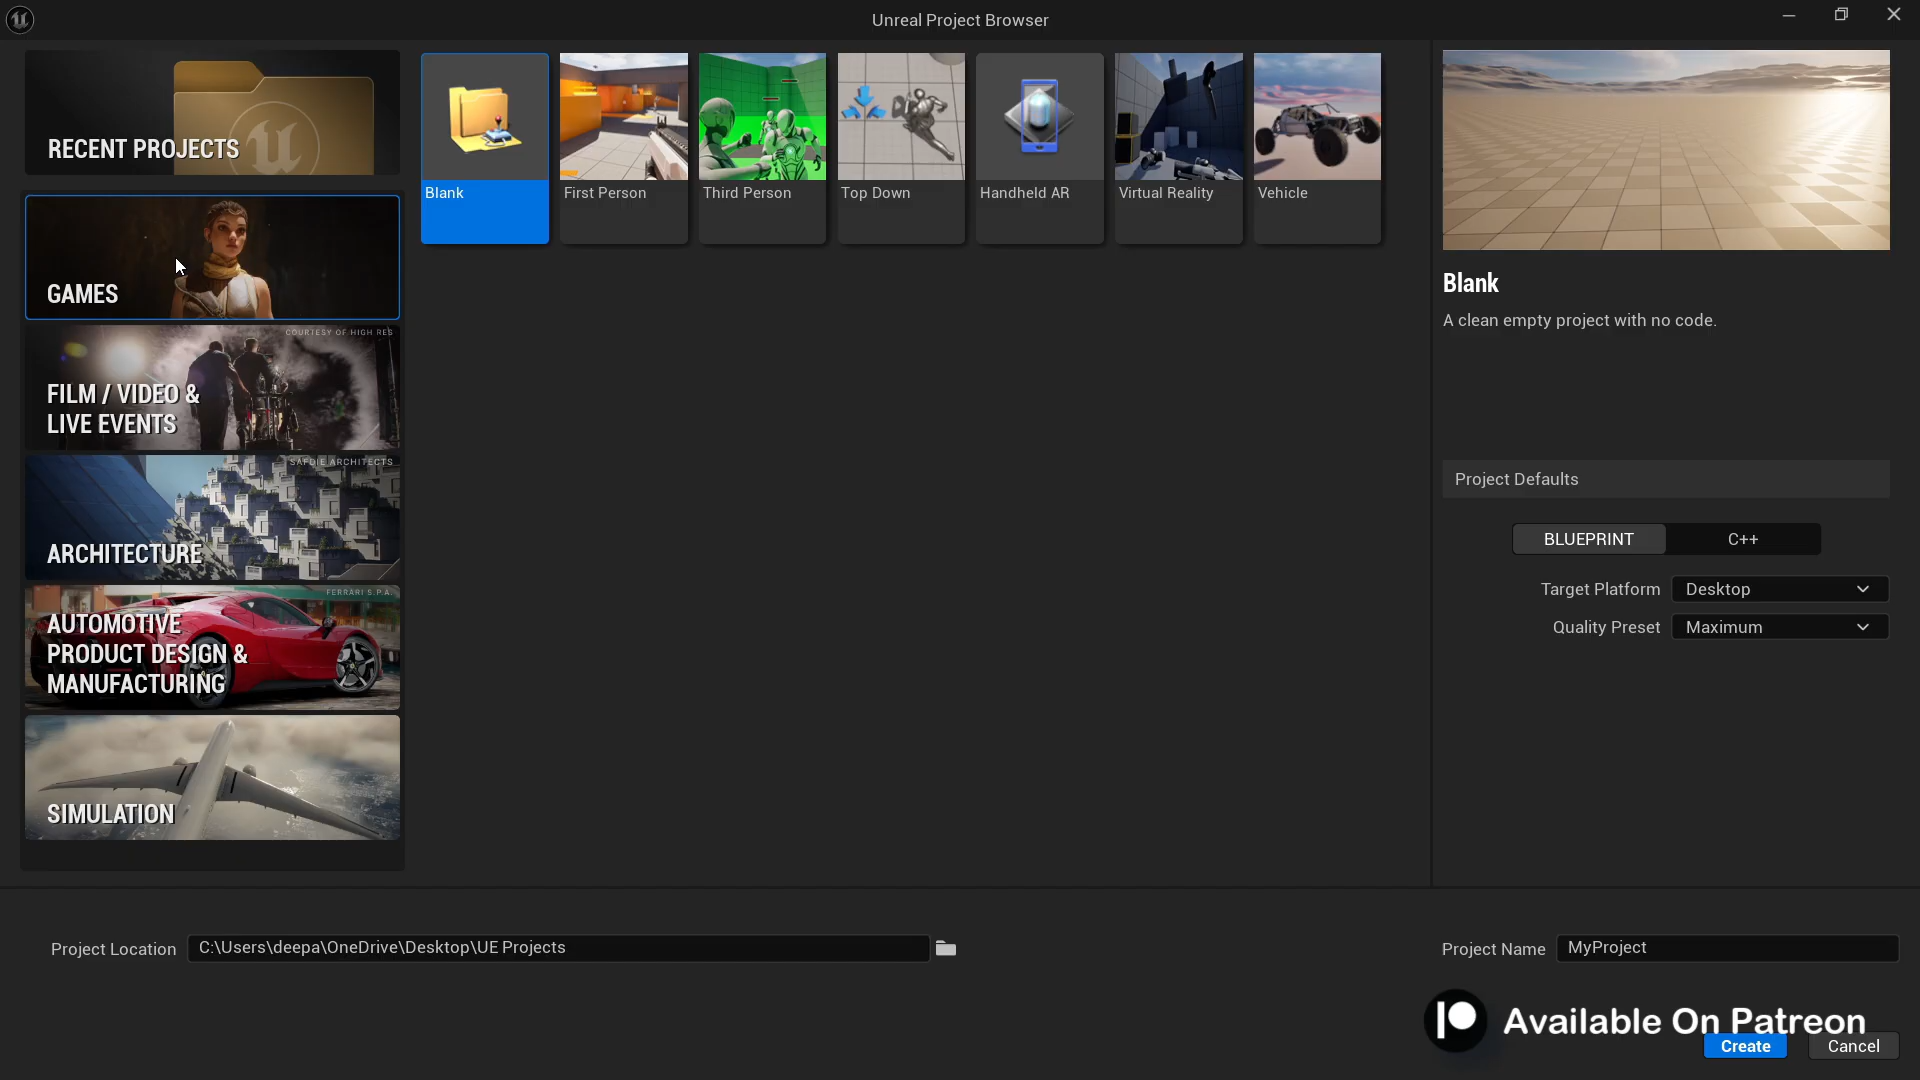 Unreal Project Browser
RECENT PROJECTS
GAMES
COURTESY OF HIGH RES
FILM / VIDEO &
LIVE EVENTS
SAFDIE ARCHITECTS
ARCHITECTURE
FERRARI S.P.A.
AUTOMOTIVE
PRODUCT DESIGN &
MANUFACTURING
SIMULATION
Blank
First Person
Third Person
Top Down
Handheld AR
Virtual Reality
Vehicle
Blank
A clean empty project with no code.
Project Defaults
BLUEPRINT
C++
Target Platform
Desktop
Quality Preset
Maximum
Project Location
C:\Users\deepa\OneDrive\Desktop\UE Projects
Project Name
MyProject
Available On Patreon
Create
Cancel